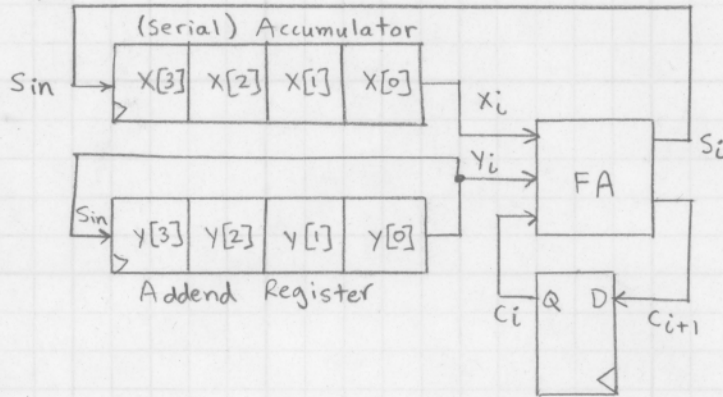 (Serial) Accumulator
Sin X[3] X[2] X[1] X[0] Xi
Si
Yi FA
Sin Y[3] Y[2] Y[1] Y[0]
Addend Register
Ci Q D Ci+1